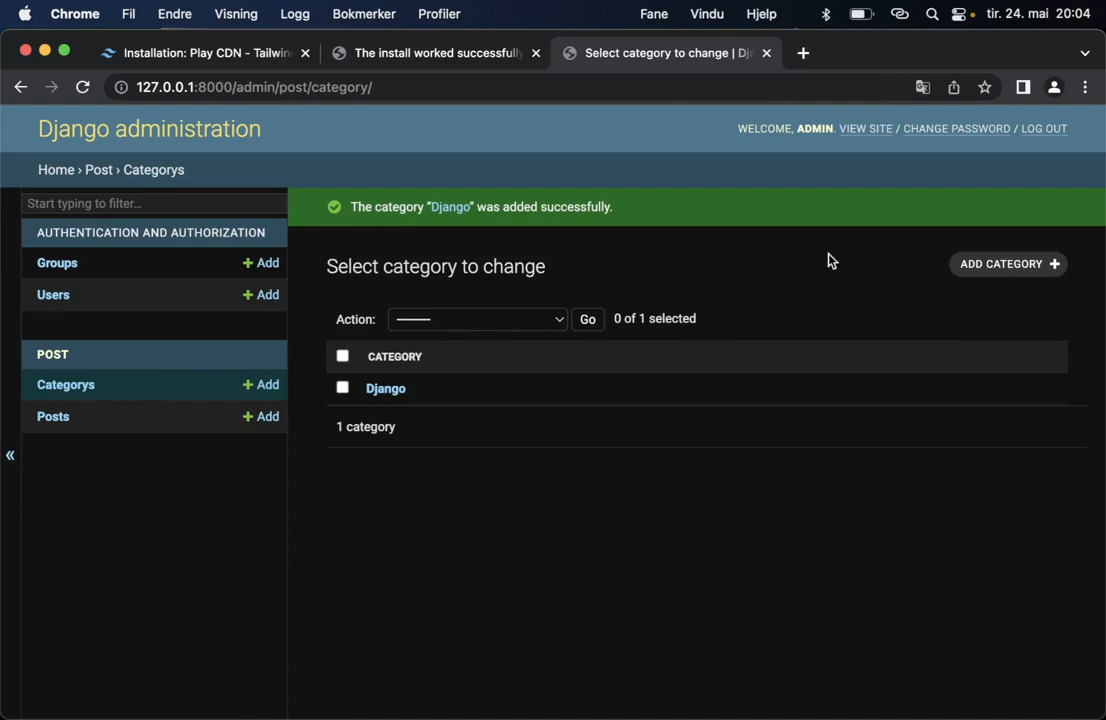 Chrome Fil Endre Visning Logg Bokmerker Profiler Fane Vindu Hjelp tir. 24. mai 20:04
Installation: Play CDN - Tailwin The install worked successfully Select category to change | Dj
127.0.0.1:8000/admin/post/category/
Django administration
WELCOME, ADMIN. VIEW SITE / CHANGE PASSWORD / LOG OUT
Home › Post › Categorys
Start typing to filter...
The category “Django” was added successfully.
AUTHENTICATION AND AUTHORIZATION
Groups + Add
Users + Add
POST
Categorys + Add
Posts + Add
«
Select category to change
ADD CATEGORY +
Action: --------- Go 0 of 1 selected
CATEGORY
Django
1 category